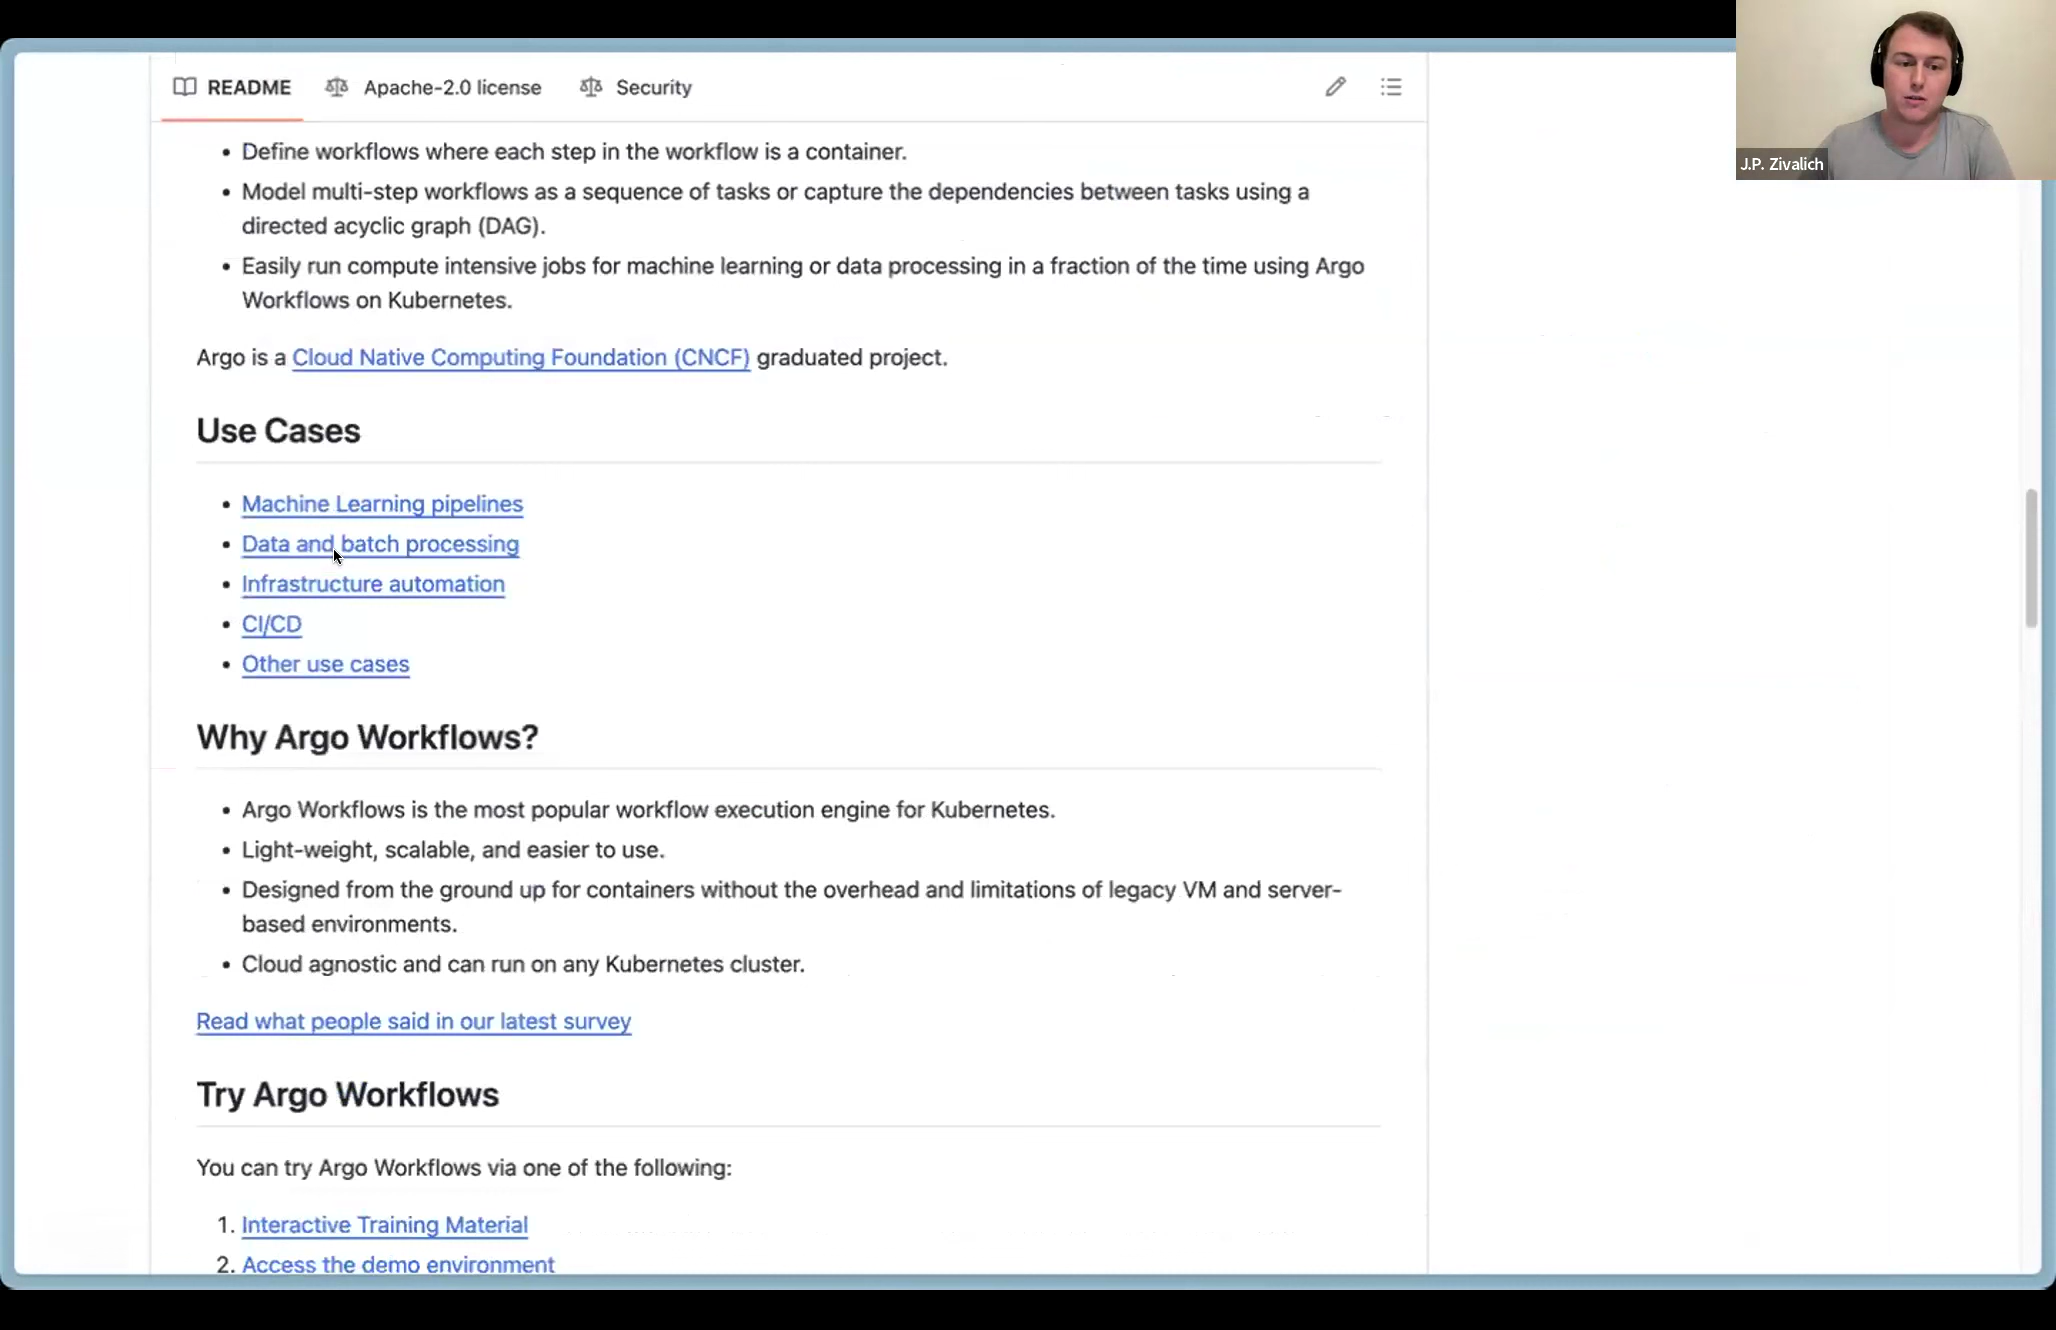 README
Apache-2.0 license
Security
J.P. Zivalich
Define workflows where each step in the workflow is a container.
Model multi-step workflows as a sequence of tasks or capture the dependencies between tasks using a
directed acyclic graph (DAG).
Easily run compute intensive jobs for machine learning or data processing in a fraction of the time using Argo
Workflows on Kubernetes.
Argo is a Cloud Native Computing Foundation (CNCF) graduated project.
Use Cases
Machine Learning pipelines
Data and batch processing
Infrastructure automation
CI/CD
Other use cases
Why Argo Workflows?
Argo Workflows is the most popular workflow execution engine for Kubernetes.
Light-weight, scalable, and easier to use.
Designed from the ground up for containers without the overhead and limitations of legacy VM and server-
based environments.
Cloud agnostic and can run on any Kubernetes cluster.
Read what people said in our latest survey
Try Argo Workflows
You can try Argo Workflows via one of the following:
1. Interactive Training Material
2. Access the demo environment